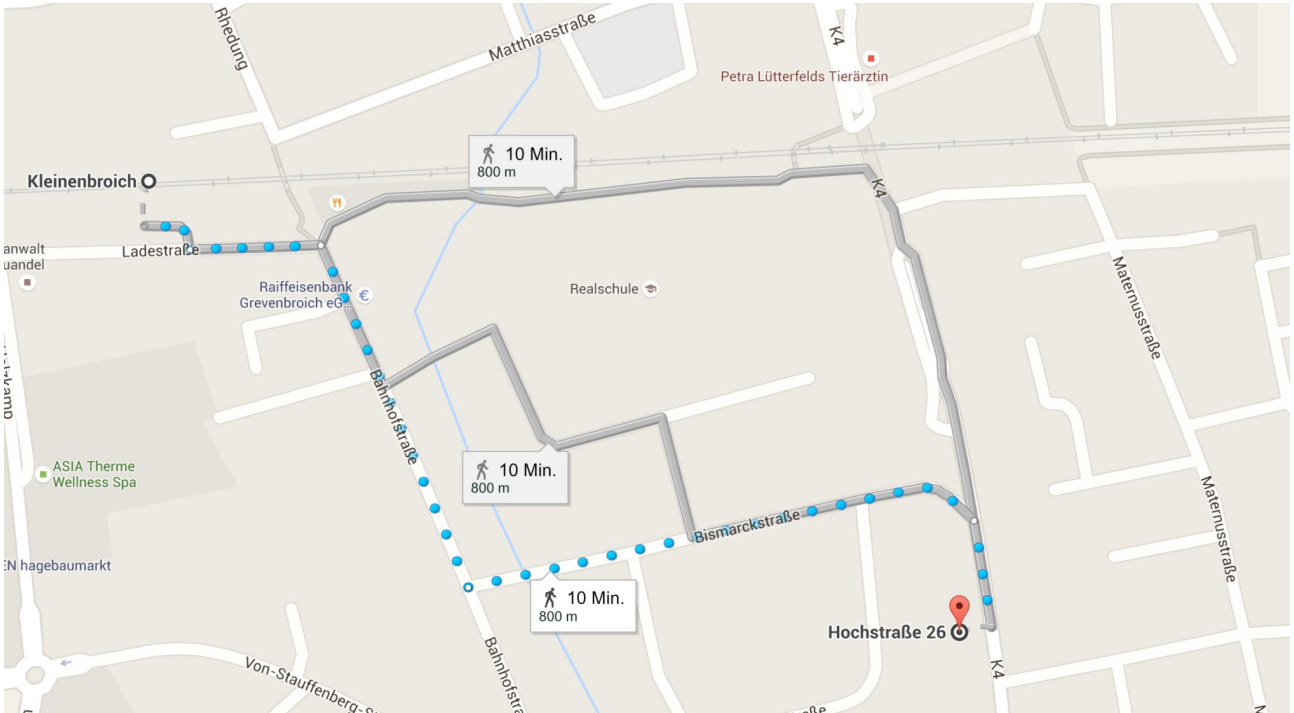 Rhedung
Matthiasstraße
K4
Petra Lütterfelds Tierärztin
10 Min.
800 m
Kleinenbroich
K4
anwalt
uandel
Ladestraße
Raiffeisenbank
Grevenbroich eG...
Realschule
Maternusstraße
Bahnhofstraße
ASIA Therme
Wellness Spa
10 Min.
800 m
Maternusstraße
Bismarckstraße
EN hagebaumarkt
10 Min.
800 m
Hochstraße 26
Bahnhofstra
Von-Stauffenberg-S
K4
aße